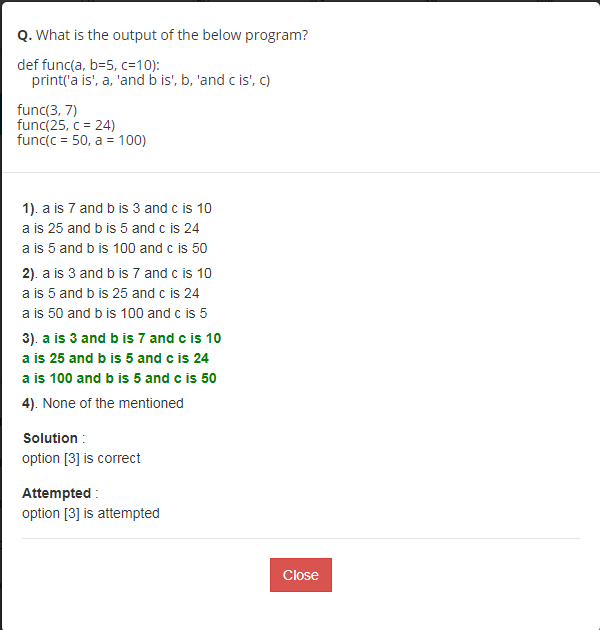 Q. What is the output of the below program?
def func(a, b=5, c=10):
print('a is', a, 'and b is', b, 'and c is', c)
func(3, 7)
func(25, c = 24)
func(c = 50, a = 100)
1). a is 7 and b is 3 and c is 10
a is 25 and b is 5 and c is 24
a is 5 and b is 100 and c is 50
2). a is 3 and b is 7 and c is 10
a is 5 and b is 25 and c is 24
a is 50 and b is 100 and c is 5
3). a is 3 and b is 7 and c is 10
a is 25 and b is 5 and c is 24
a is 100 and b is 5 and c is 50
4). None of the mentioned
Solution :
option [3] is correct
Attempted :
option [3] is attempted
Close